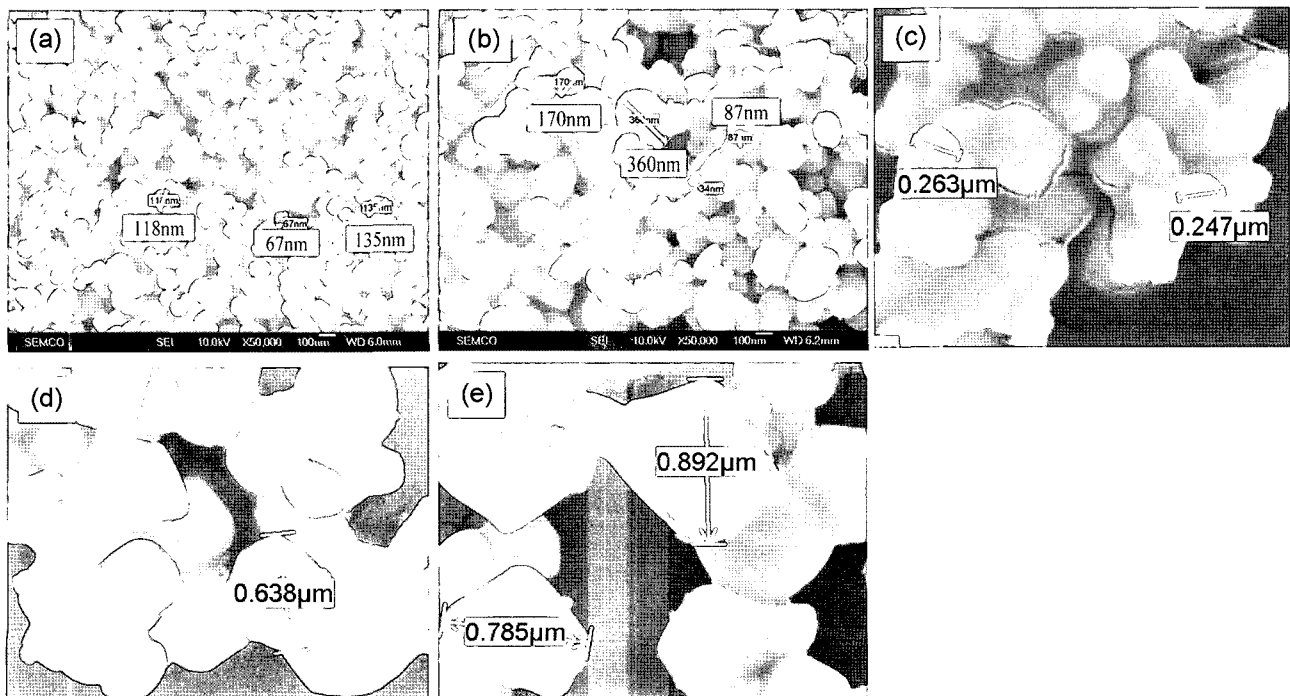 (a)
118nm
67nm
135nm
SEMCO SEI 10.0kV X50,000 100nm WD 6.0mm
(b)
170nm
87nm
360nm
34nm
SEMCO SEI 10.0kV X50,000 100nm WD 6.2mm
(c)
0.263µm
0.247µm
(d)
0.638µm
(e)
0.892µm
0.785µm